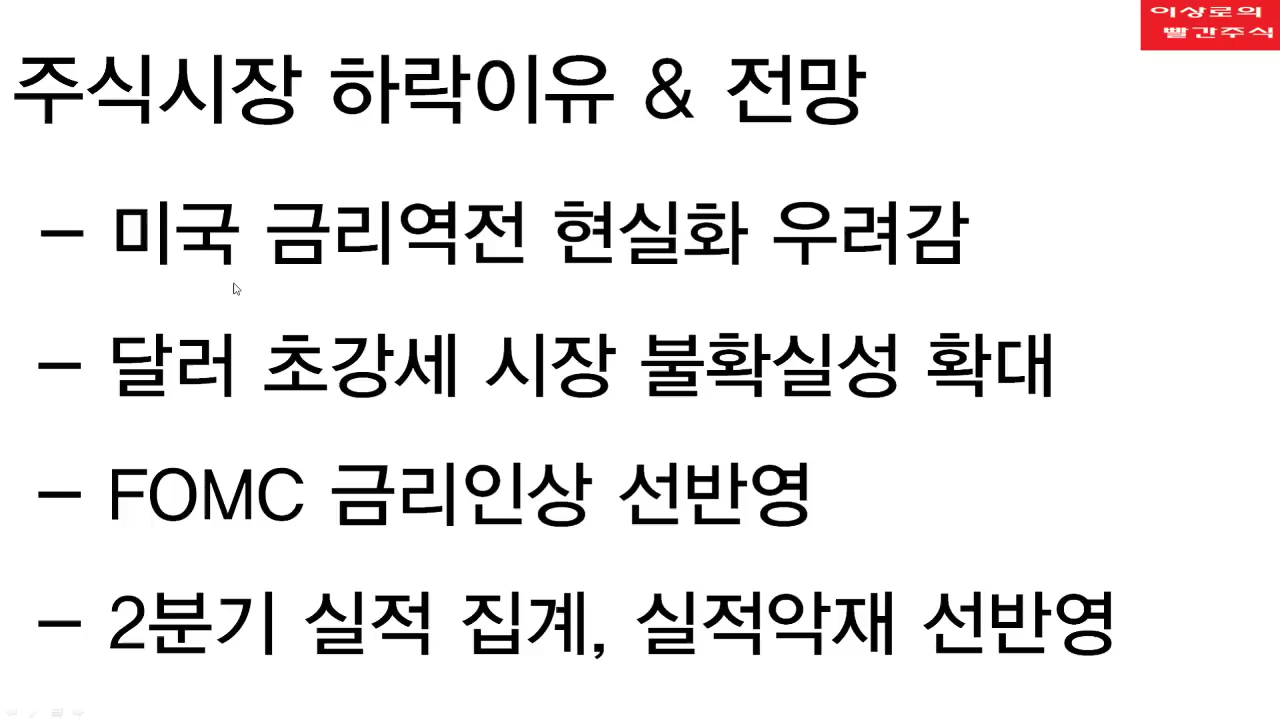 이상로의
빨간주식
주식시장 하락이유 & 전망
- 미국 금리역전 현실화 우려감
- 달러 초강세 시장 불확실성 확대
- FOMC 금리인상 선반영
- 2분기 실적 집계, 실적악재 선반영